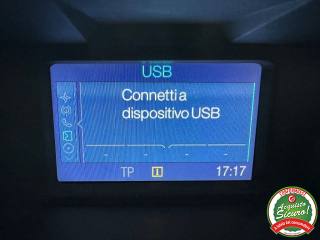 USB
Connetti a
dispositivo USB
TP
17:17
Acquisto
Sicuro!